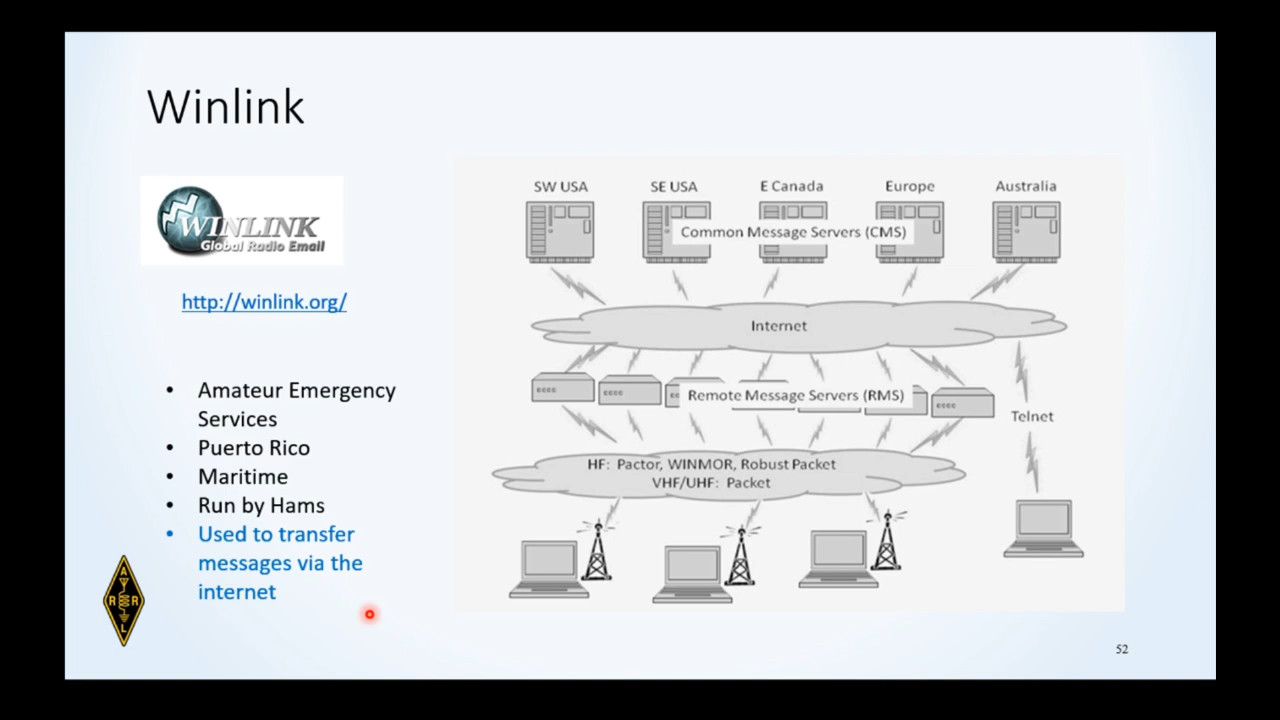 Winlink
WINLINK
Global Radio Email
http://winlink.org/
• Amateur Emergency
Services
• Puerto Rico
• Maritime
• Run by Hams
• Used to transfer
messages via the
internet
A
R R
L
SW USA SE USA E Canada Europe Australia
Common Message Servers (CMS)
Internet
Remote Message Servers (RMS)
Telnet
HF: Pactor, WINMOR, Robust Packet
VHF/UHF: Packet
52